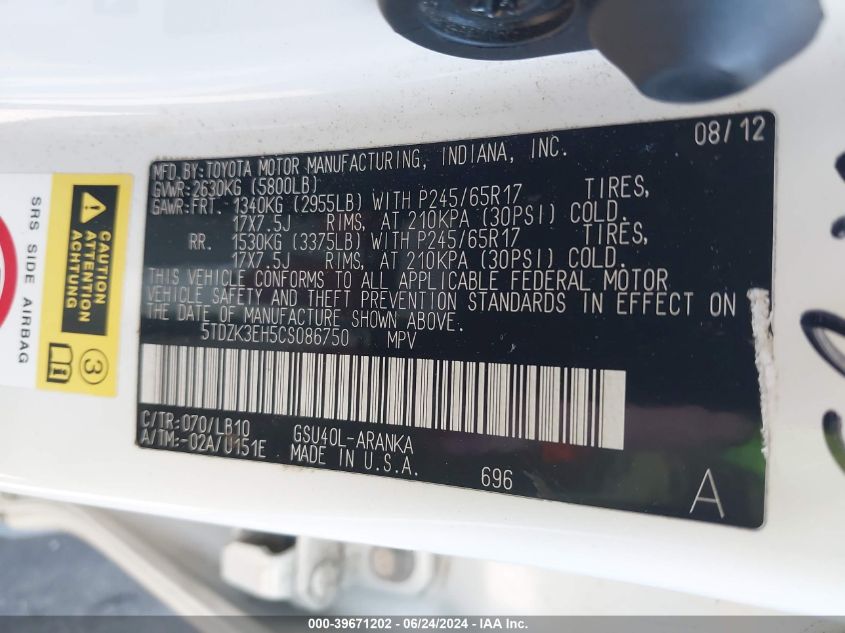 08/12
MFD. BY: TOYOTA MOTOR MANUFACTURING, INDIANA, INC.
GVWR: 2630KG (5800LB)
GAWR: FRT. 1340KG (2955LB) WITH P245/65R17 TIRES,
17X7.5J RIMS, AT 210KPA (30PSI) COLD.
RR. 1530KG (3375LB) WITH P245/65R17 TIRES,
17X7.5J RIMS, AT 210KPA (30PSI) COLD.
THIS VEHICLE CONFORMS TO ALL APPLICABLE FEDERAL MOTOR
VEHICLE SAFETY AND THEFT PREVENTION STANDARDS IN EFFECT ON
THE DATE OF MANUFACTURE SHOWN ABOVE.
5TDZK3EH5CS086750 MPV
C/TR: 070/LB10 GSU40L-ARANKA
A/TM: -02A/U151E MADE IN U.S.A.
696
A
SRS SIDE AIRBAG
CAUTION
ATTENTION
ACHTUNG
3
000-39671202 - 06/24/2024 - IAA Inc.